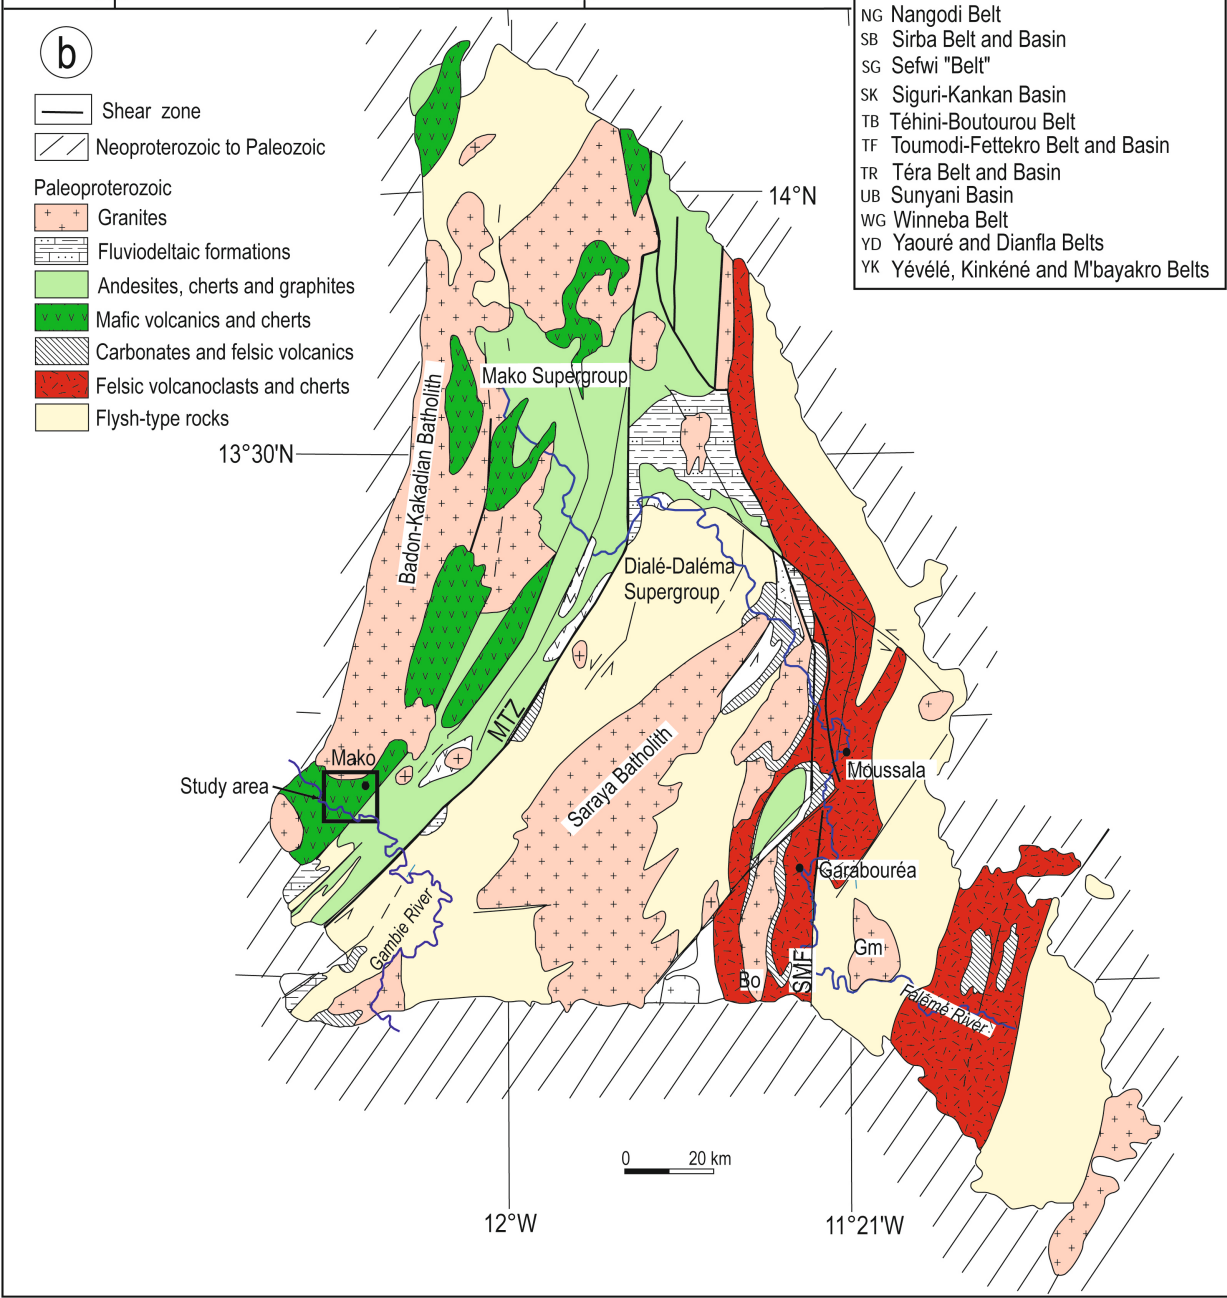 NG Nangodi Belt
SB Sirba Belt and Basin
SG Sefwi "Belt"
SK Siguri-Kankan Basin
TB Téhini-Boutourou Belt
TF Toumodi-Fettekro Belt and Basin
TR Téra Belt and Basin
UB Sunyani Basin
WG Winneba Belt
YD Yaouré and Dianfla Belts
YK Yévélé, Kinkéné and M'bayakro Belts
b
Shear zone
Neoproterozoic to Paleozoic
Paleoproterozoic
Granites
Fluviodeltaic formations
Andesites, cherts and graphites
Mafic volcanics and cherts
Carbonates and felsic volcanics
Felsic volcanoclasts and cherts
Flysh-type rocks
14°N
13°30'N
Mako Supergroup
Badon-Kakadian Batholith
Dialé-Daléma
Supergroup
MTZ
Mako
Study area
Saraya Batholith
Moussala
Garabouréa
Gambie River
Gm
Bo
SMF
Falémé River
0 20 km
12°W
11°21'W